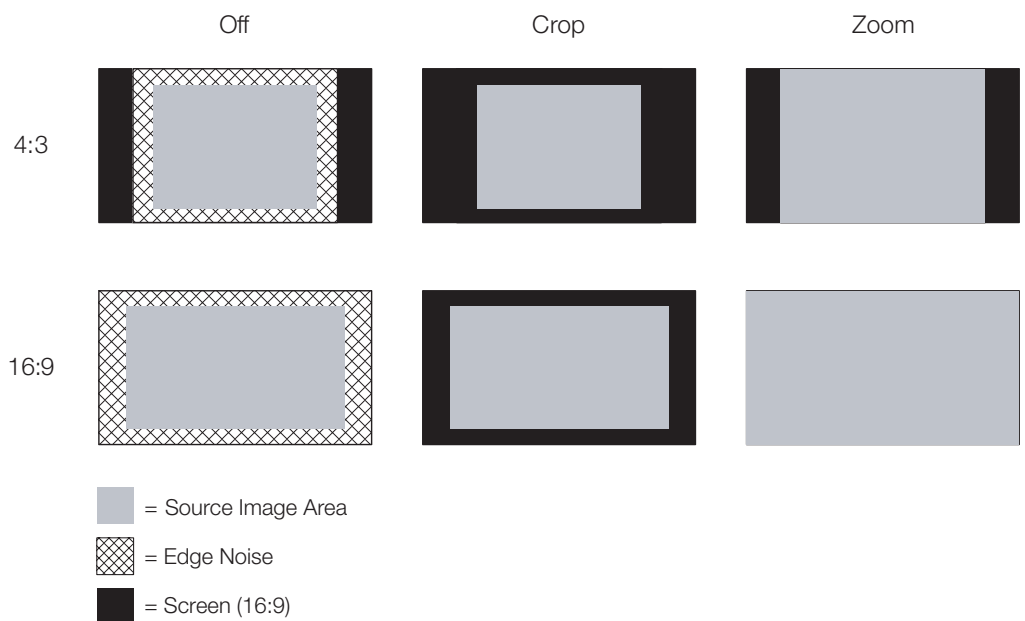 Off Crop Zoom
4:3
16:9
= Source Image Area
= Edge Noise
= Screen (16:9)